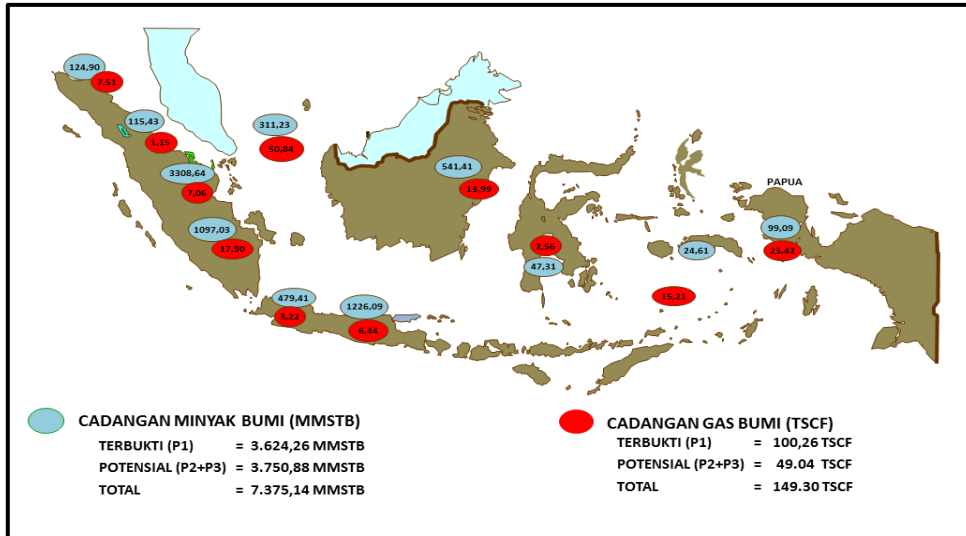 124,90
7,51
115,43
1,15
311,23
50,84
3308,64
7,06
541,41
13,99
PAPUA
1097,03
17,90
99,09
2,56
24,61
23,42
47,31
479,41
1226,09
15,21
3,22
6,44
CADANGAN MINYAK BUMI (MMSTB)
TERBUKTI (P1) = 3.624,26 MMSTB
POTENSIAL (P2+P3) = 3.750,88 MMSTB
TOTAL = 7.375,14 MMSTB
CADANGAN GAS BUMI (TSCF)
TERBUKTI (P1) = 100,26 TSCF
POTENSIAL (P2+P3) = 49.04 TSCF
TOTAL = 149.30 TSCF